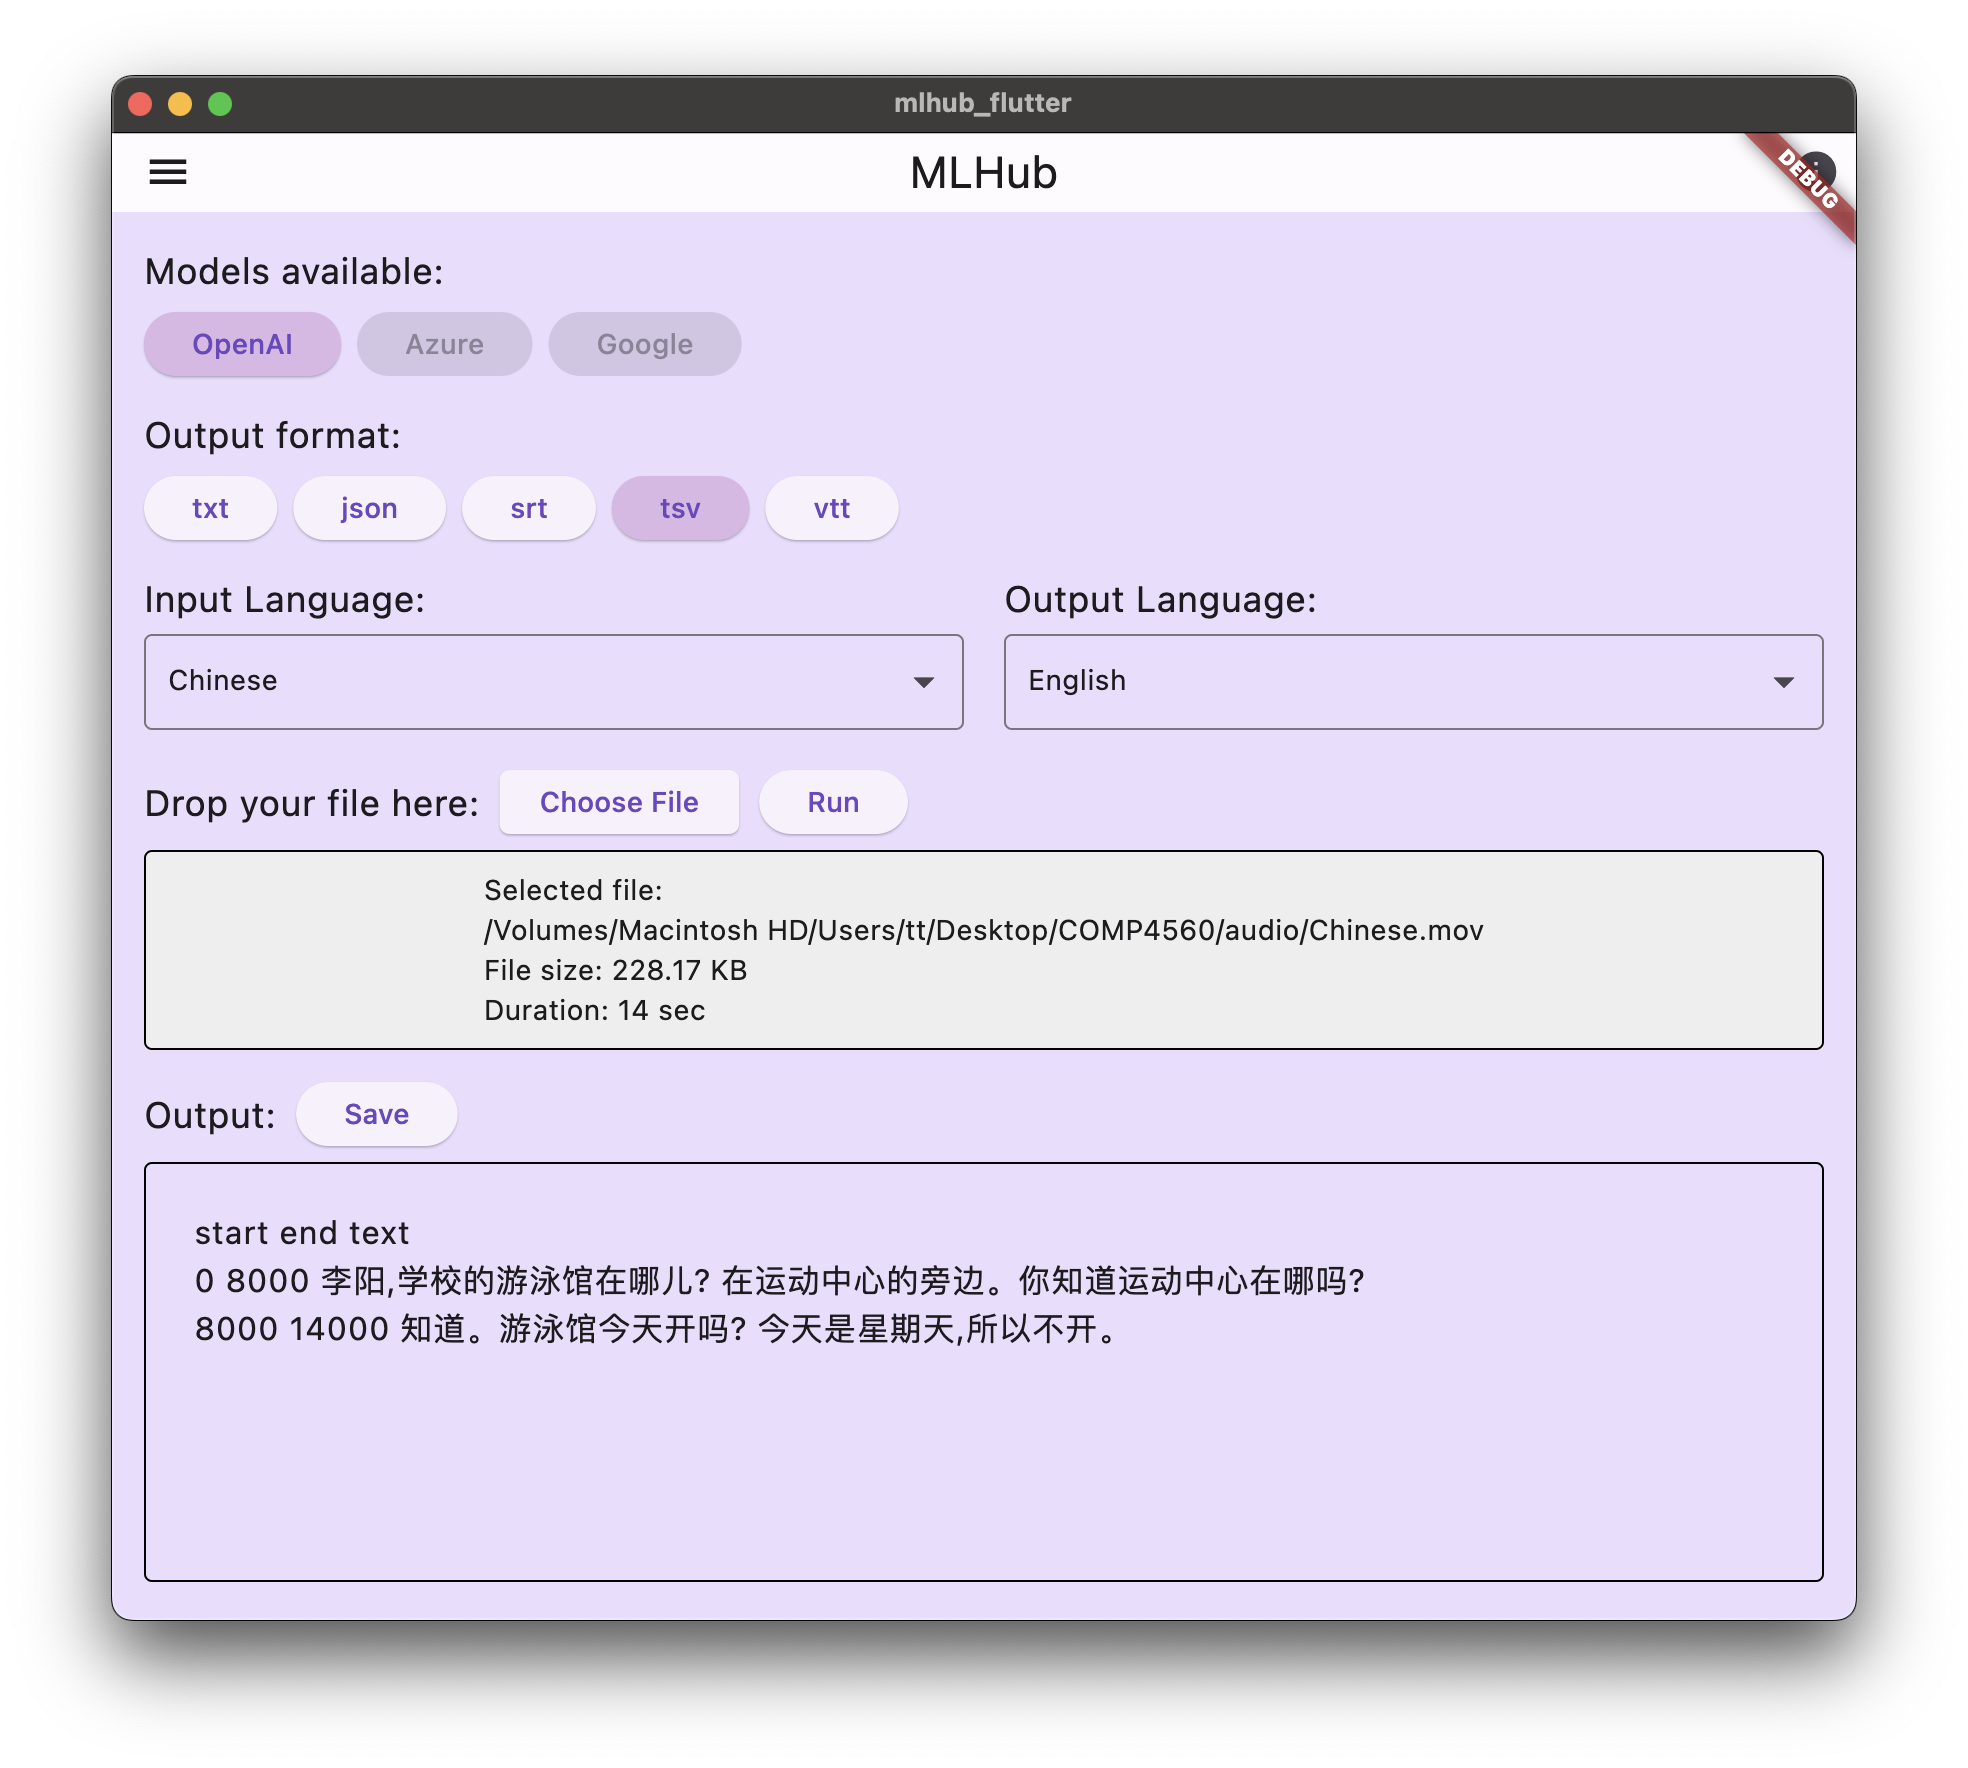 mlhub_flutter
MLHub
DEBUG
Models available:
OpenAI Azure Google
Output format:
txt json srt tsv vtt
Input Language: Output Language:
Chinese English
Drop your file here: Choose File Run
Selected file:
/Volumes/Macintosh HD/Users/tt/Desktop/COMP4560/audio/Chinese.mov
File size: 228.17 KB
Duration: 14 sec
Output: Save
start end text
0 8000 李阳,学校的游泳馆在哪儿? 在运动中心的旁边。你知道运动中心在哪吗?
8000 14000 知道。游泳馆今天开吗? 今天是星期天,所以不开。